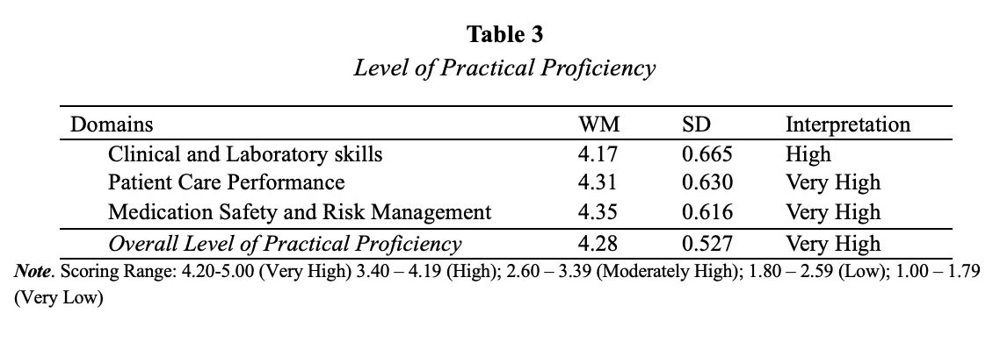 Table 3
Level of Practical Proficiency
Domains WM SD Interpretation
Clinical and Laboratory skills 4.17 0.665 High
Patient Care Performance 4.31 0.630 Very High
Medication Safety and Risk Management 4.35 0.616 Very High
Overall Level of Practical Proficiency 4.28 0.527 Very High
Note. Scoring Range: 4.20-5.00 (Very High) 3.40 – 4.19 (High); 2.60 – 3.39 (Moderately High); 1.80 – 2.59 (Low); 1.00 – 1.79
(Very Low)